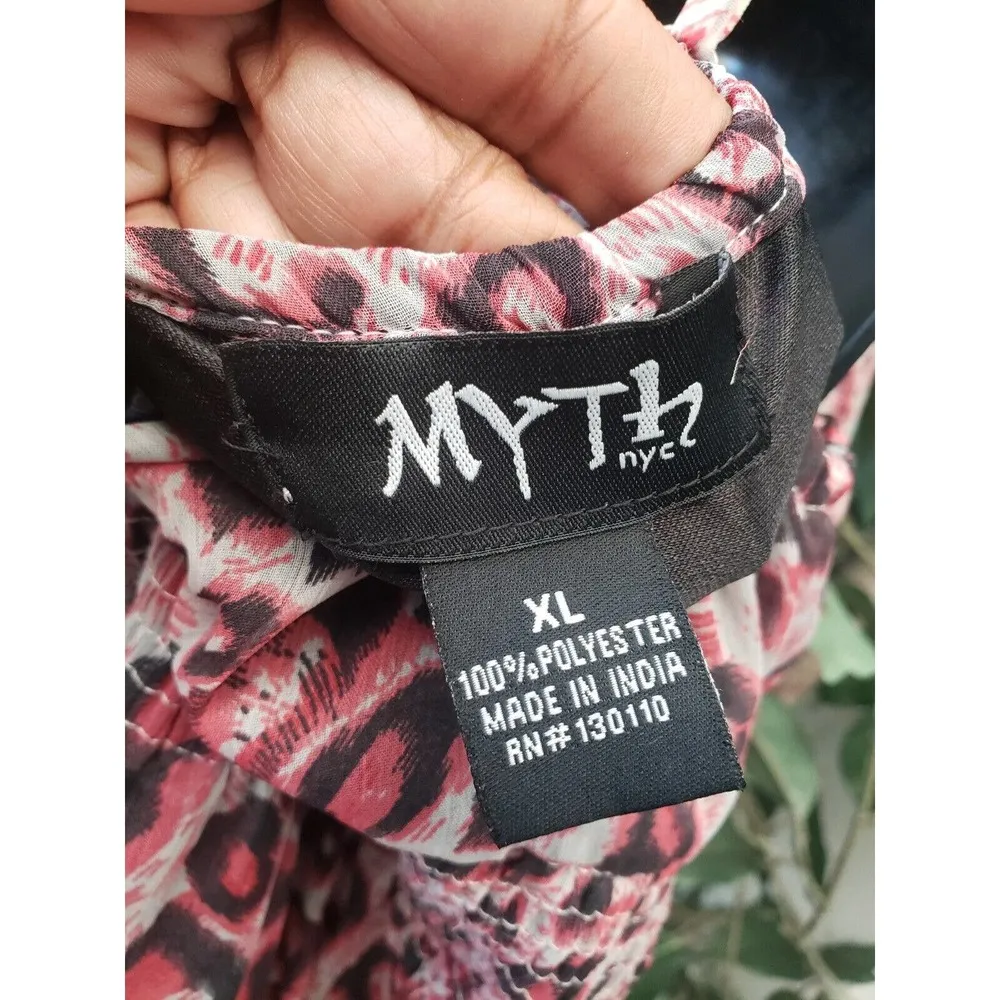 MYTh
nyc
XL
100%POLYESTER
MADE IN INDIA
RN#130110